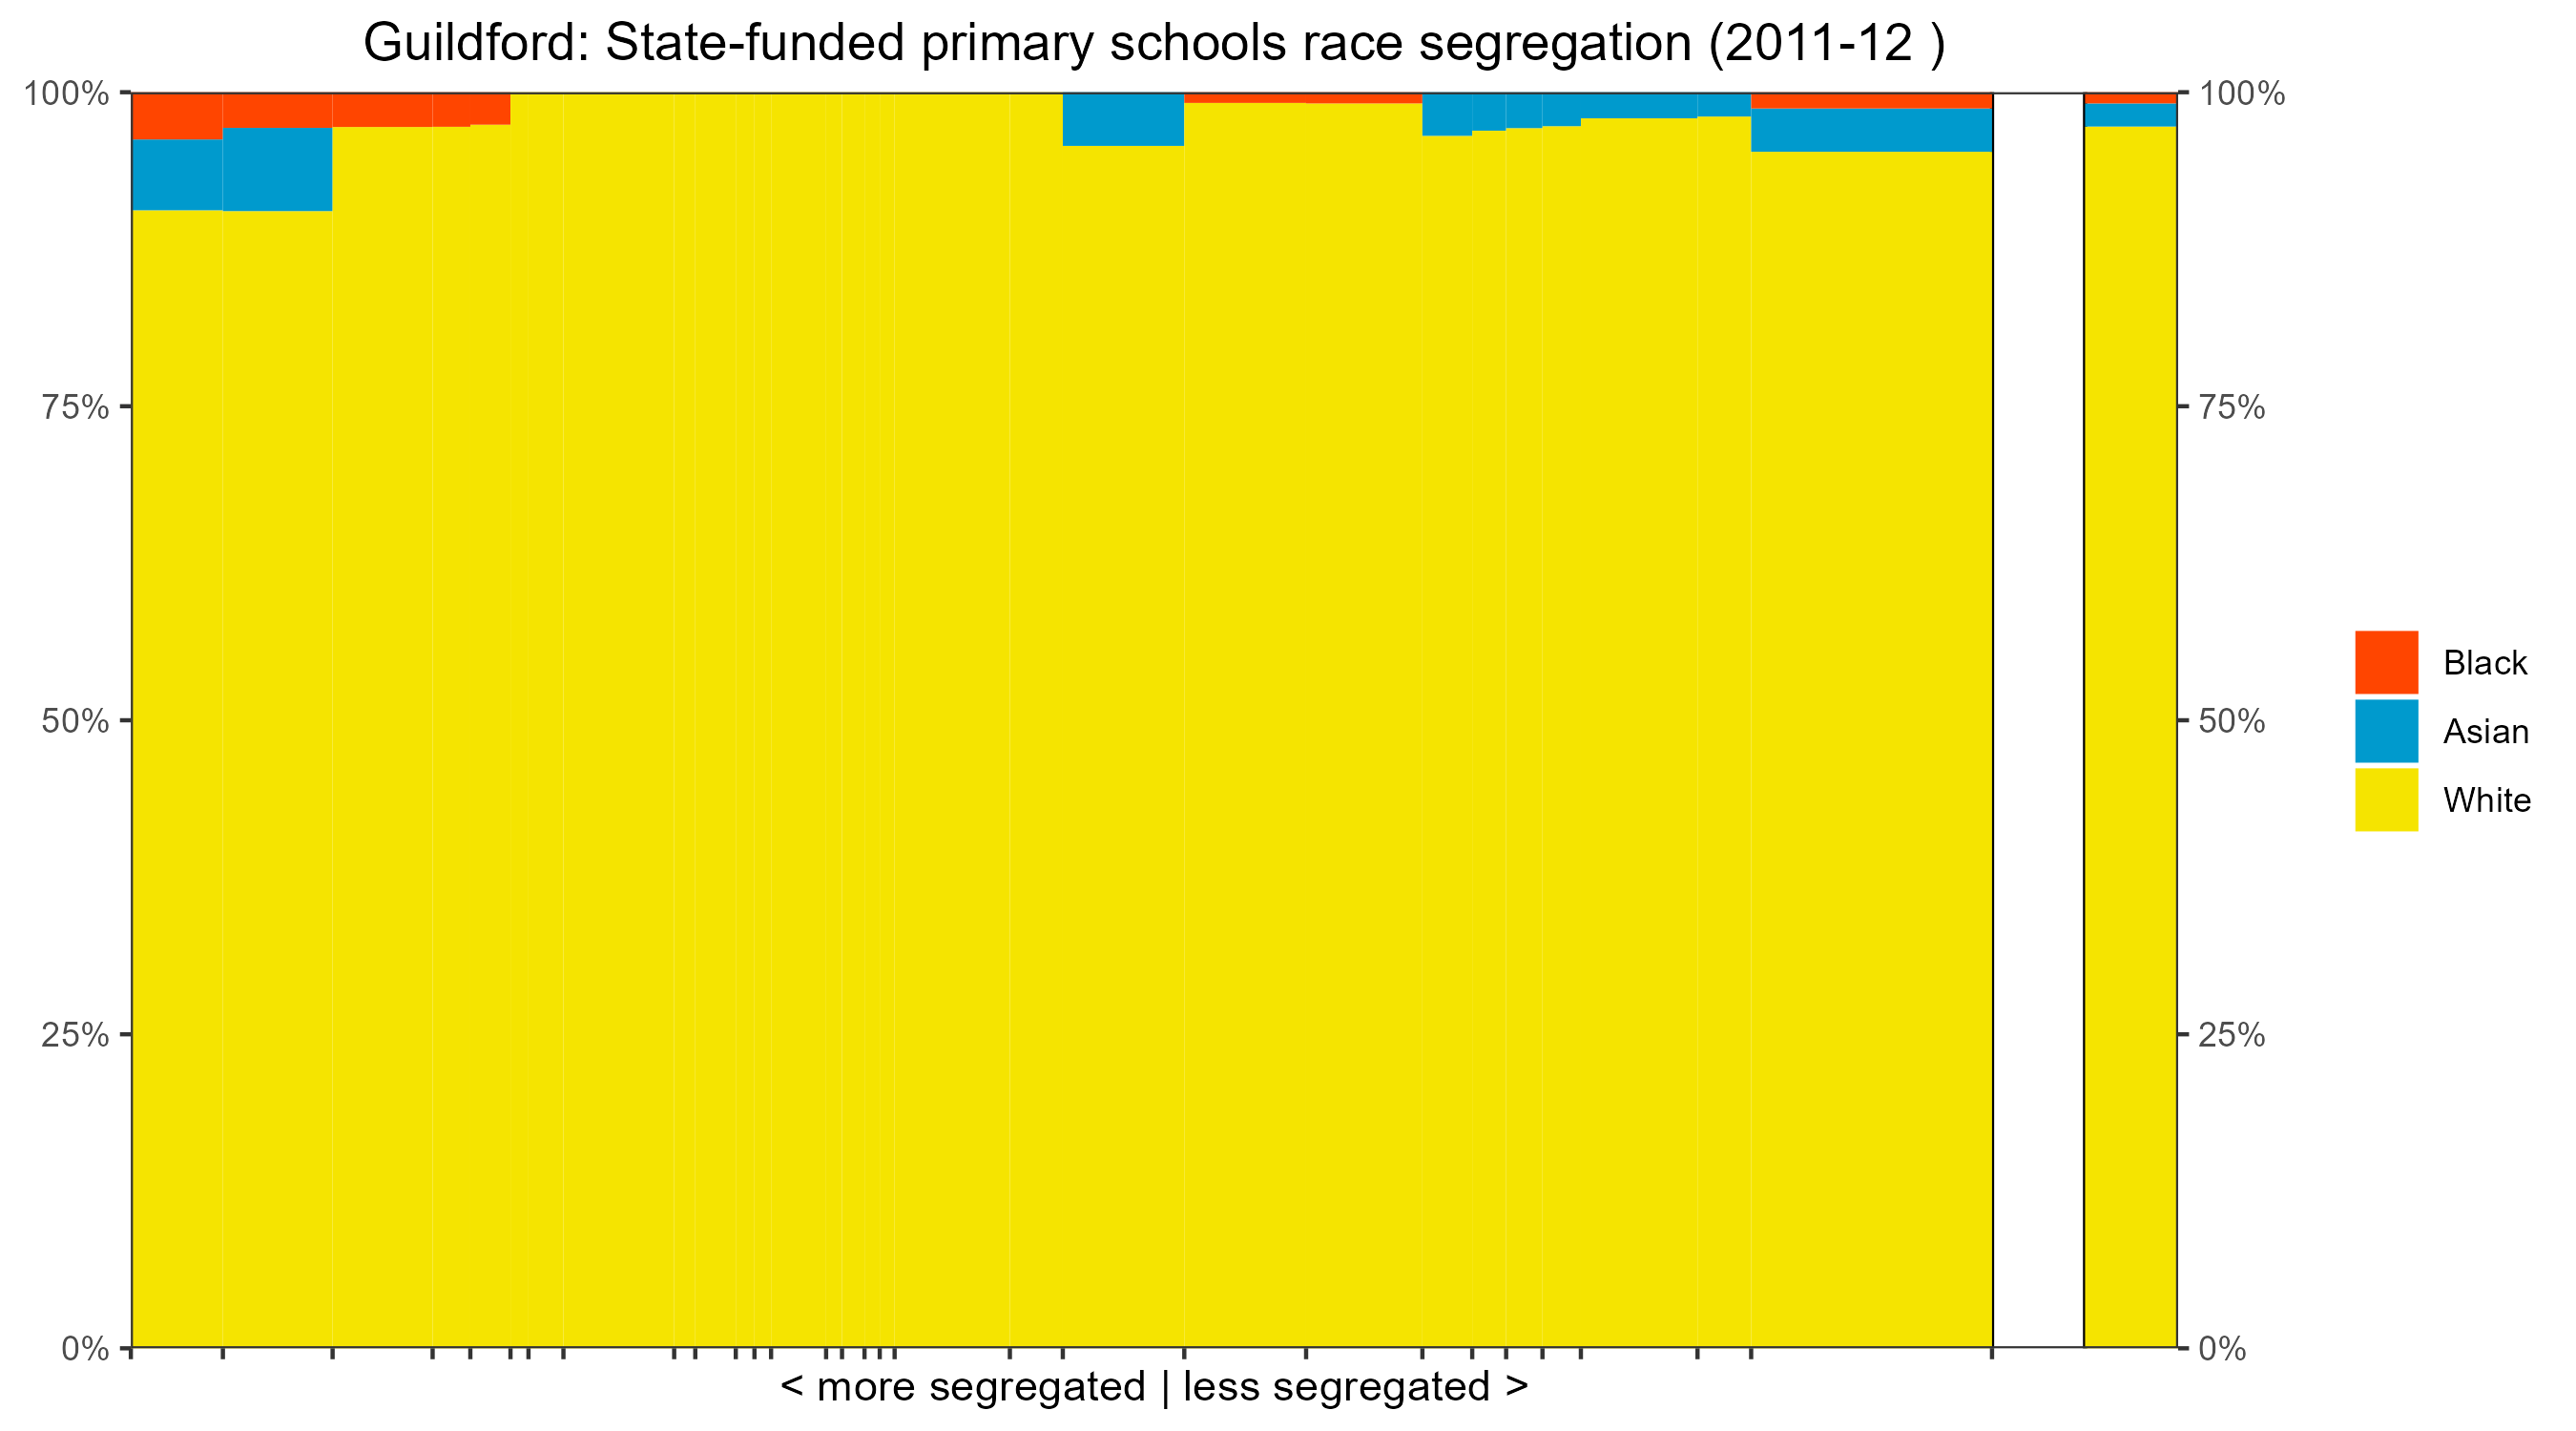 Guildford: State-funded primary schools race segregation (2011-12 )
100%
75%
50%
25%
0%
100%
75%
50%
25%
0%
Black
Asian
White
< more segregated | less segregated >